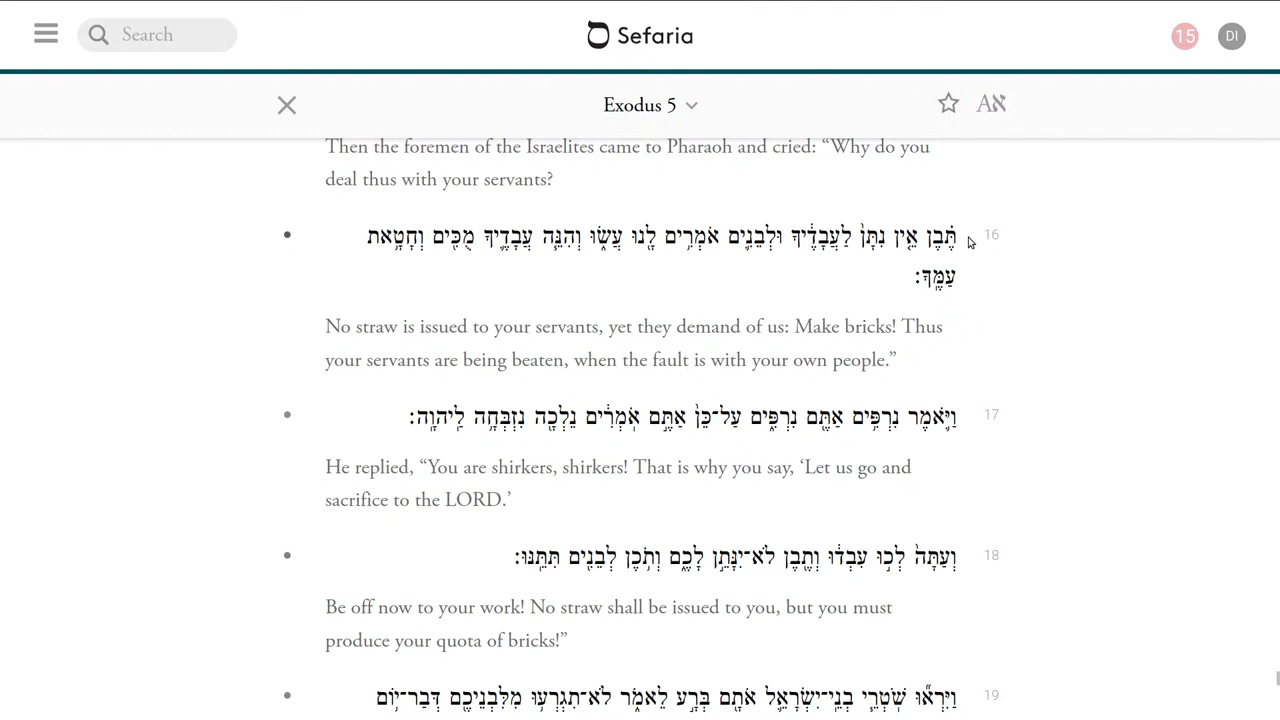 Search
Sefaria
15
DI
Exodus 5
Aא
Then the foremen of the Israelites came to Pharaoh and cried: “Why do you
deal thus with your servants?
16
תֶּ֗בֶן אֵ֤ין נִתָּן֙ לַעֲבָדֶ֔יךָ וּלְבֵנִ֛ים אֹמְרִ֥ים לָ֖נוּ עֲשׂ֑וּ וְהִנֵּ֧ה עֲבָדֶ֛יךָ מֻכִּ֖ים וְחָטָ֥את
עַמֶּֽךָ׃
No straw is issued to your servants, yet they demand of us: Make bricks! Thus
your servants are being beaten, when the fault is with your own people.”
17
וַיֹּ֛אמֶר נִרְפִּ֥ים אַתֶּ֖ם נִרְפִּ֑ים עַל־כֵּן֙ אַתֶּ֣ם אֹֽמְרִ֔ים נֵלְכָ֖ה נִזְבְּחָ֥ה לַֽיהוָֽה׃
He replied, “You are shirkers, shirkers! That is why you say, ‘Let us go and
sacrifice to the LORD.’
18
וְעַתָּה֙ לְכ֣וּ עִבְד֔וּ וְתֶ֖בֶן לֹא־יִנָּתֵ֣ן לָכֶ֑ם וְתֹ֥כֶן לְבֵנִ֖ים תִּתֵּֽנּוּ׃
Be off now to your work! No straw shall be issued to you, but you must
produce your quota of bricks!”
19
וַיִּרְא֞וּ שֹֽׁטְרֵ֧י בְנֵֽי־יִשְׂרָאֵ֛ל אֹתָ֖ם בְּרָ֣ע לֵאמֹ֑ר לֹא־תִגְרְע֥וּ מִלִּבְנֵיכֶ֖ם דְּבַר־י֥וֹם